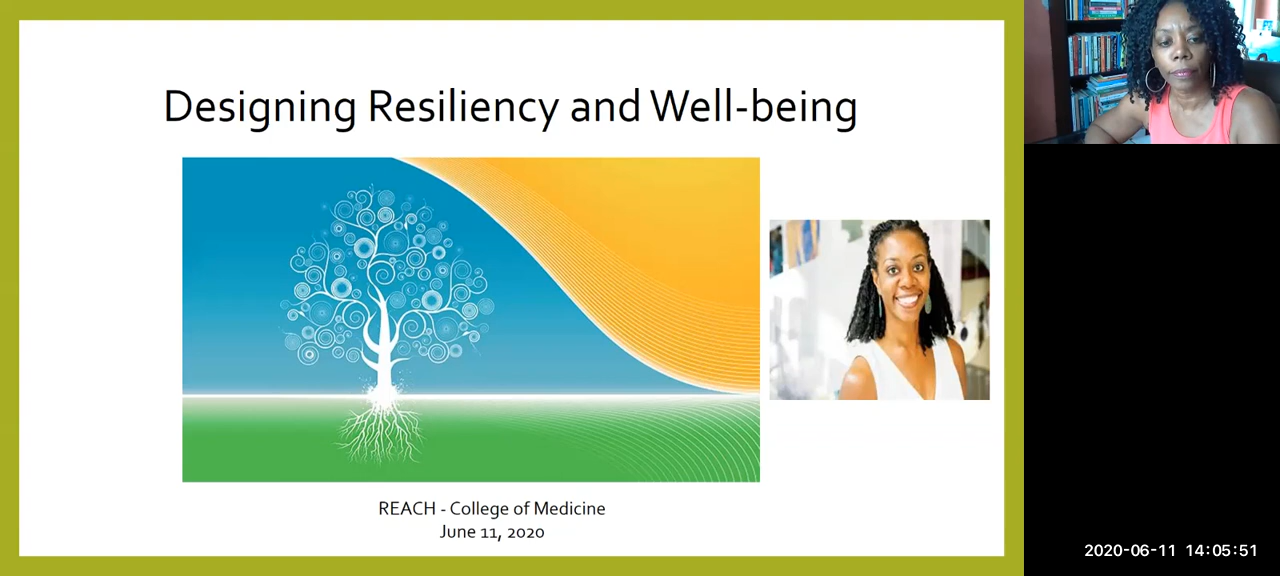 Designing Resiliency and Well-being
REACH - College of Medicine
June 11, 2020
2020-06-11 14:05:51